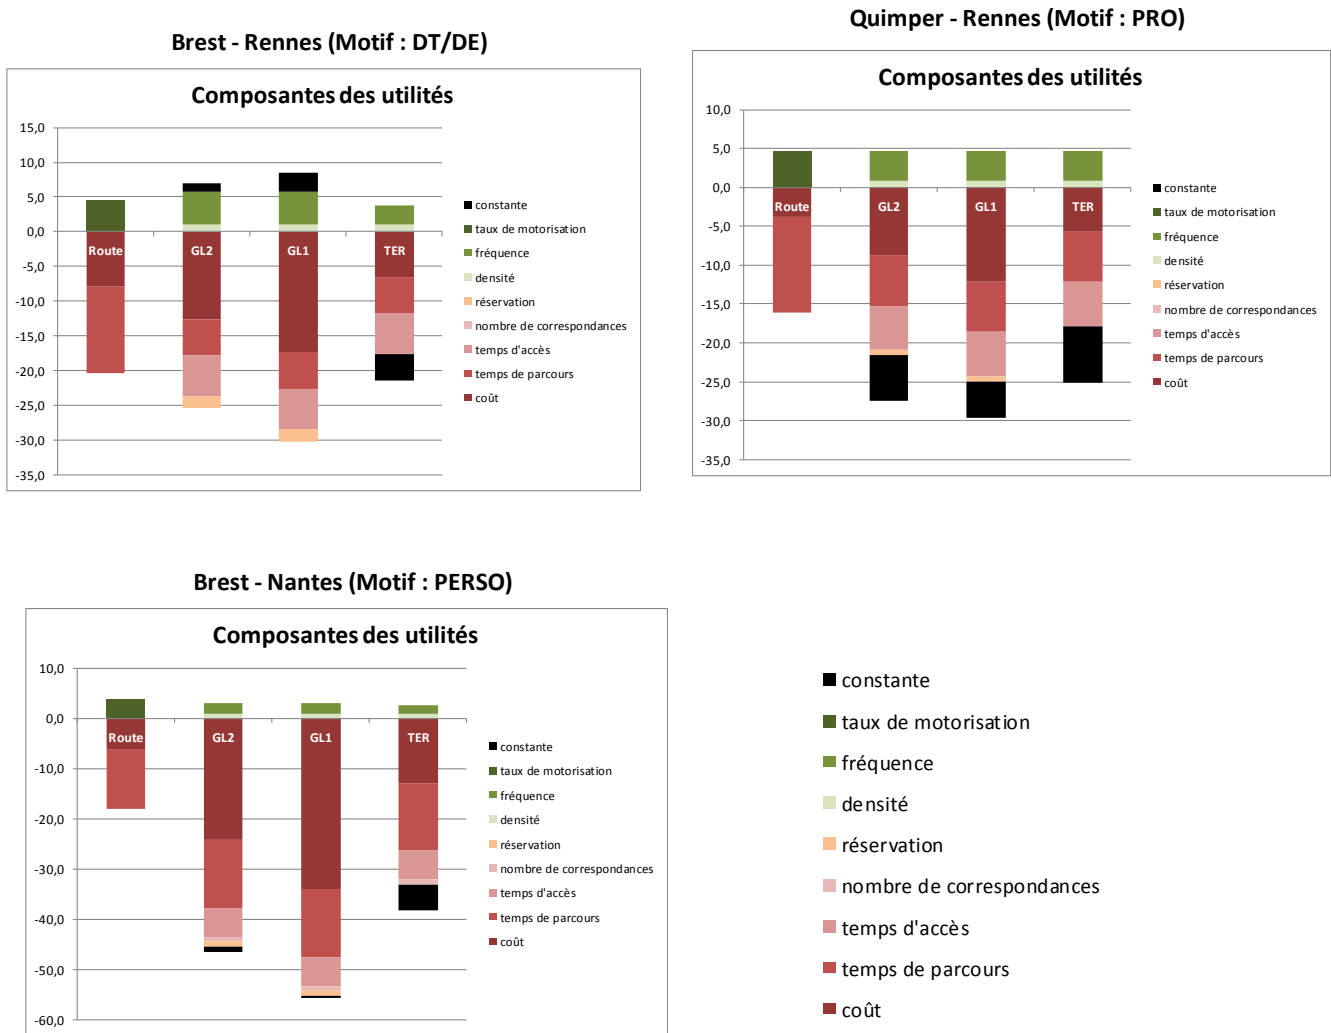 Brest - Rennes (Motif : DT/DE)
Composantes des utilités
15,0
10,0
5,0
0,0
-5,0
-10,0
-15,0
-20,0
-25,0
-30,0
-35,0
Route
GL2
GL1
TER
constante
taux de motorisation
fréquence
densité
réservation
nombre de correspondances
temps d'accès
temps de parcours
coût
Quimper - Rennes (Motif : PRO)
Composantes des utilités
10,0
5,0
0,0
-5,0
-10,0
-15,0
-20,0
-25,0
-30,0
-35,0
Route
GL2
GL1
TER
constante
taux de motorisation
fréquence
densité
réservation
nombre de correspondances
temps d'accès
temps de parcours
coût
Brest - Nantes (Motif : PERSO)
Composantes des utilités
10,0
0,0
-10,0
-20,0
-30,0
-40,0
-50,0
-60,0
Route
GL2
GL1
TER
constante
taux de motorisation
fréquence
densité
réservation
nombre de correspondances
temps d'accès
temps de parcours
coût
constante
taux de motorisation
fréquence
densité
réservation
nombre de correspondances
temps d'accès
temps de parcours
coût